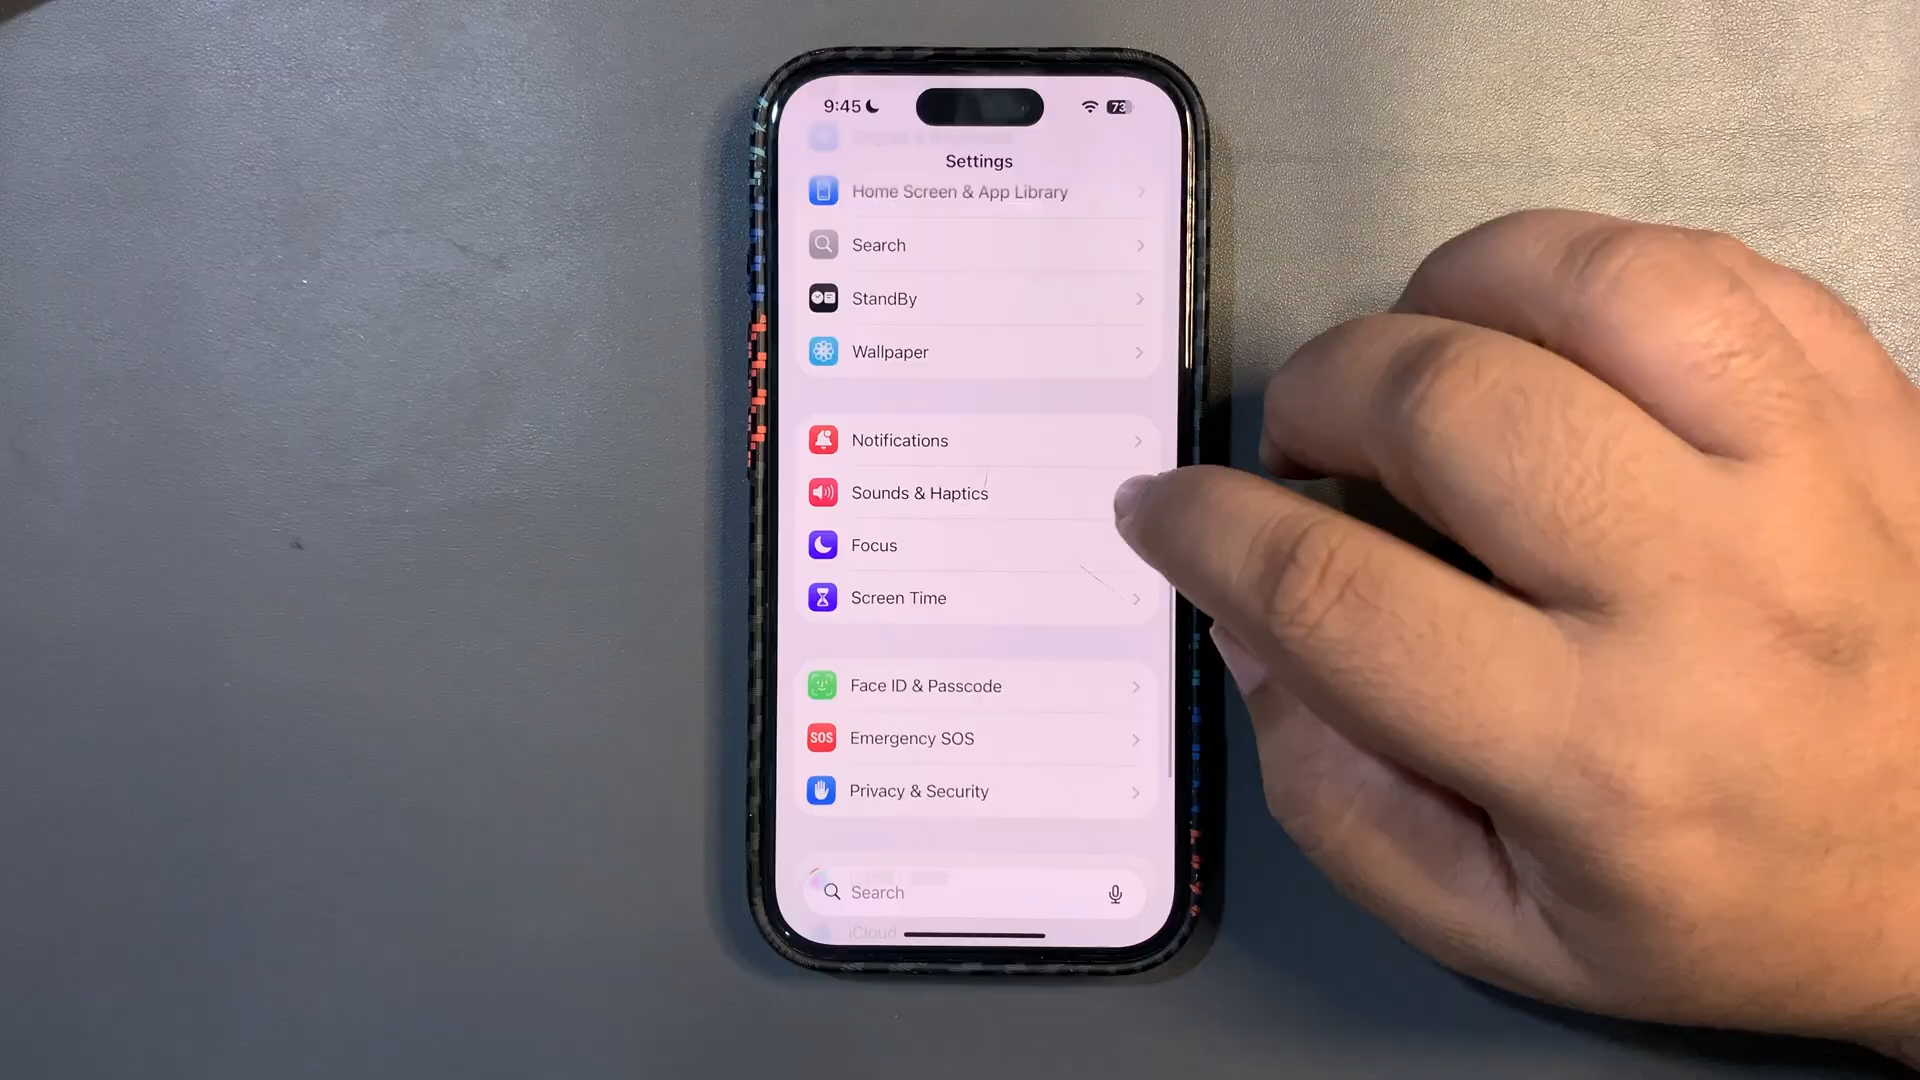 9:45
73
Settings
Home Screen & App Library
Search
StandBy
Wallpaper
Notifications
Sounds & Haptics
Focus
Screen Time
Face ID & Passcode
SOS
Emergency SOS
Privacy & Security
Search
iCloud